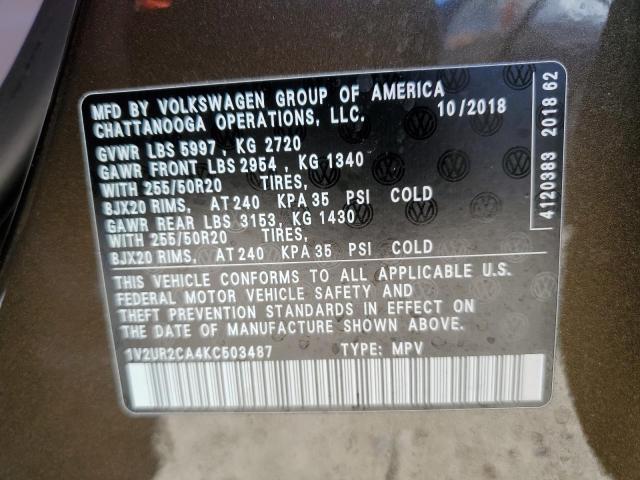 MFD BY VOLKSWAGEN GROUP OF AMERICA
CHATTANOOGA OPERATIONS, LLC. 10/2018
GVWR LBS 5997, KG 2720
GAWR FRONT LBS 2954, KG 1340
WITH 255/50R20 TIRES,
8JX20 RIMS, AT 240 KPA 35 PSI COLD
GAWR REAR LBS 3153, KG 1430
WITH 255/50R20 TIRES,
8JX20 RIMS, AT 240 KPA 35 PSI COLD
THIS VEHICLE CONFORMS TO ALL APPLICABLE U.S.
FEDERAL MOTOR VEHICLE SAFETY AND
THEFT PREVENTION STANDARDS IN EFFECT ON
THE DATE OF MANUFACTURE SHOWN ABOVE.
1V2UR2CA4KC503487 TYPE: MPV
4120383 2018 62